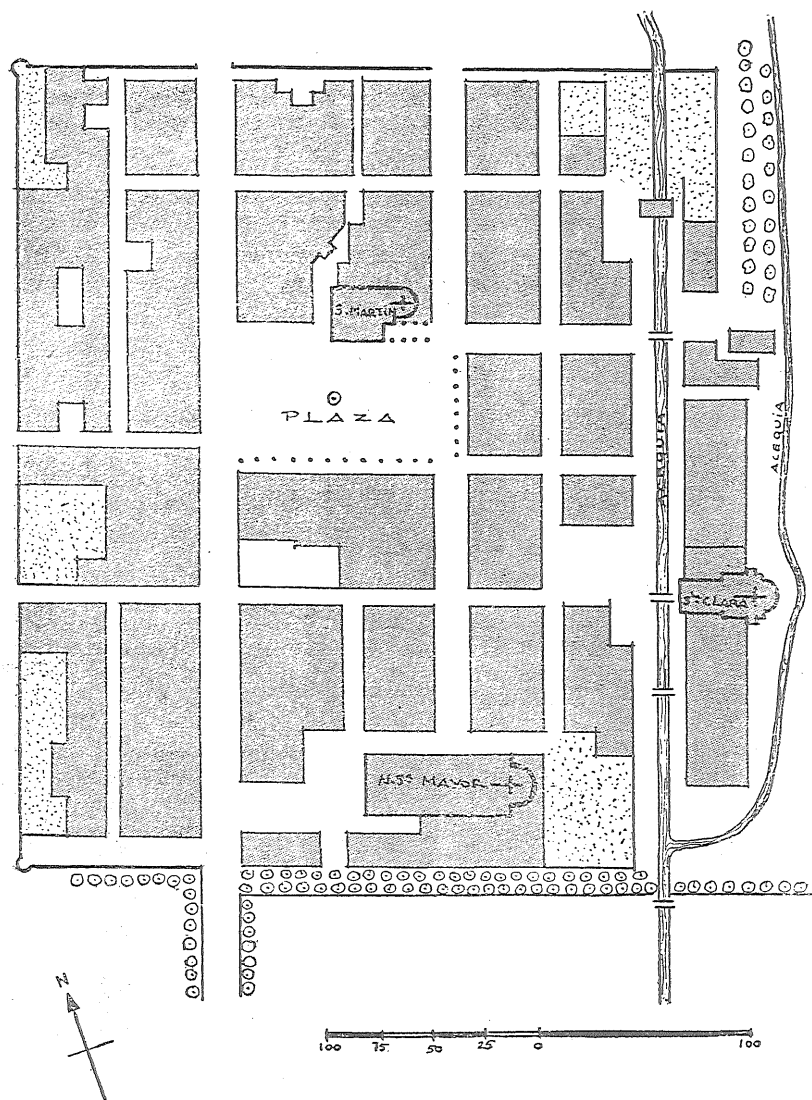 S. MARTIN
PLAZA
ACEQUIA
ACEQUIA
Sᵗᵃ CLARA
N. Sᵃ MAYOR
N
100 75. 50 25 0 100